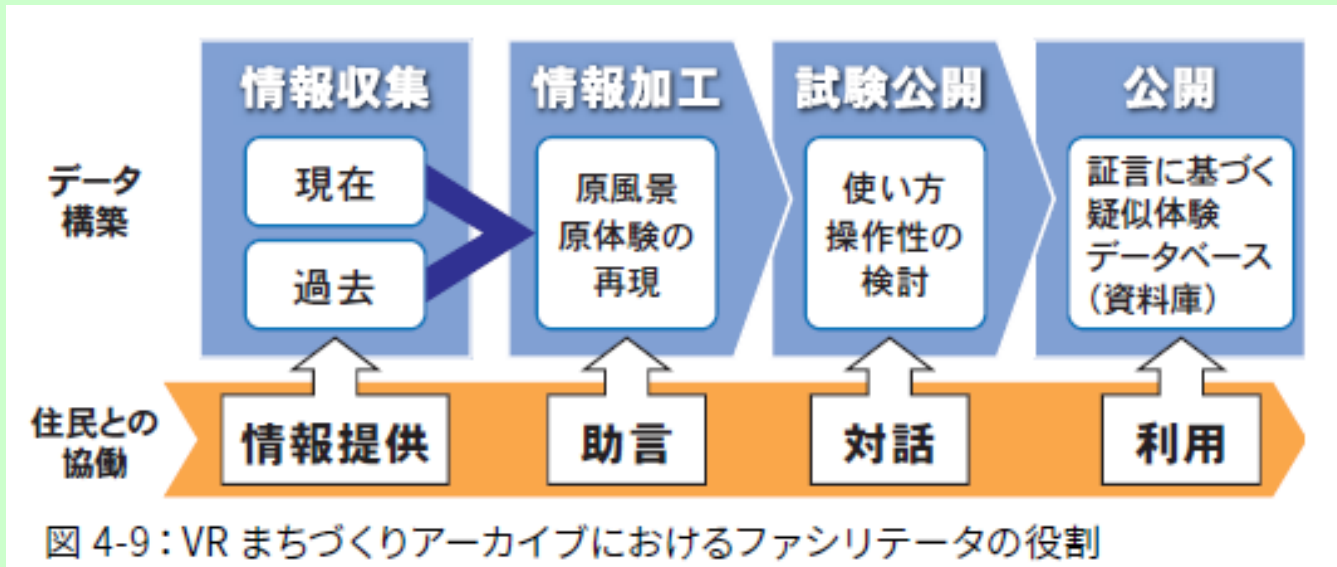 情報収集
情報加工
試験公開
公開
データ
構築
現在
過去
原風景
原体験の
再現
使い方
操作性の
検討
証言に基づく
疑似体験
データベース
（資料庫）
住民との
協働
情報提供
助言
対話
利用
図 4-9：VR まちづくりアーカイブにおけるファシリテータの役割